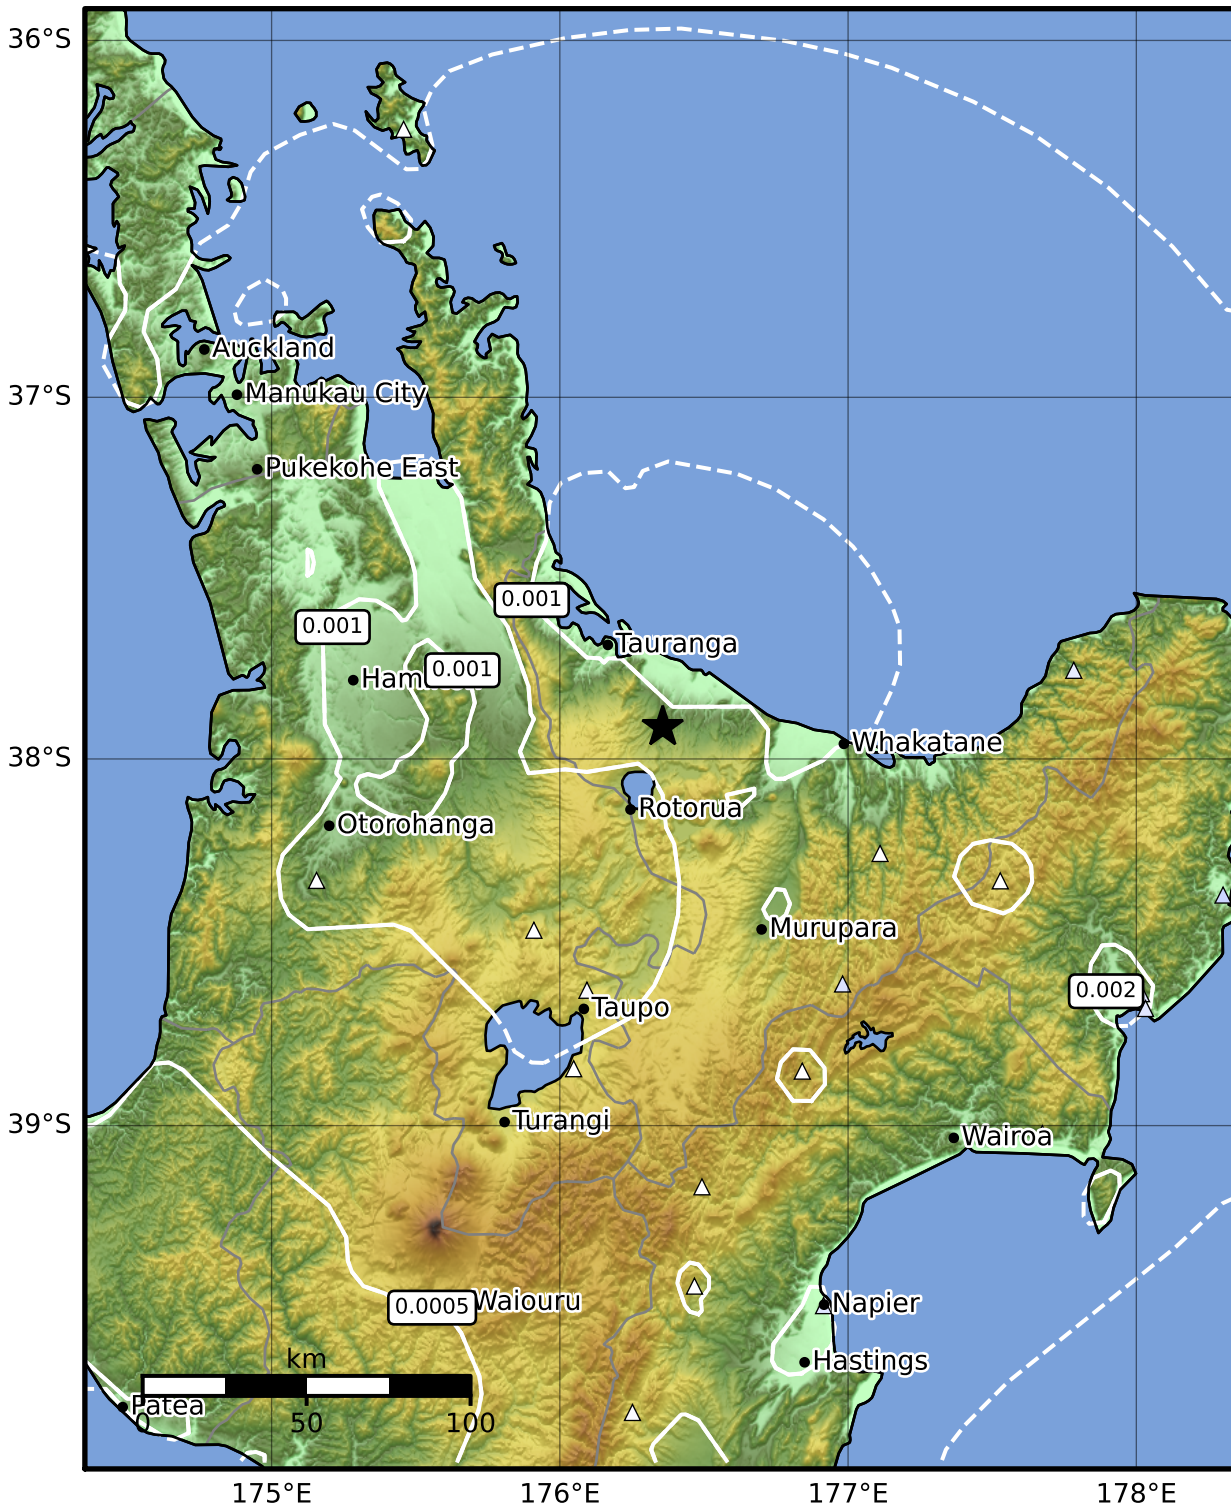 36°S
Auckland
37°S
Manukau City
Pukekohe East
0.001
0.001
Tauranga
0.001
Ham
Whakatane
38°S
Rotorua
Otorohanga
Murupara
0.002
Taupo
Turangi
39°S
Wairoa
Napier
0.0005
Waiouru
km
Hastings
Patea
0
50
100
175°E
176°E
177°E
178°E